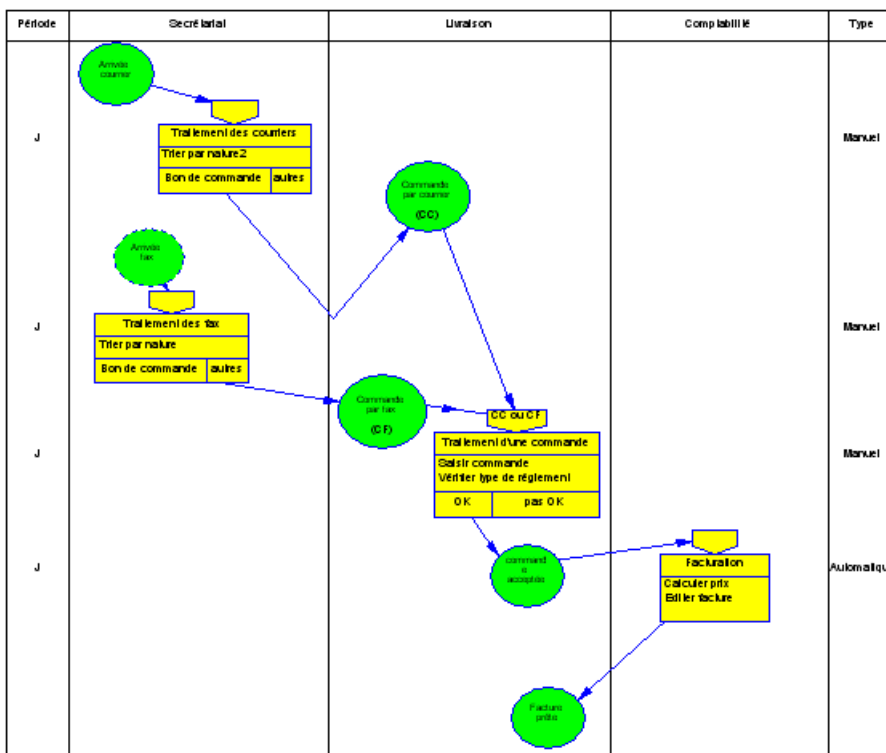 Période Secrétariat Livraison Comptabilité Type
Arrivée
courrier
J
Traitement des courriers
Manuel
Trier par nature2
Bon de commande autres
Commande
par courrier
(CC)
Arrivée
fax
J
Traitement des fax
Manuel
Trier par nature
Bon de commande autres
Commande
par fax
(CF)
CC ou CF
J
Traitement d'une commande
Manuel
Saisir commande
Vérifier type de réglement
OK pas OK
command
e
acceptée
J
Facturation
Automatiqu
Calculer prix
Editer facture
Facture
prête